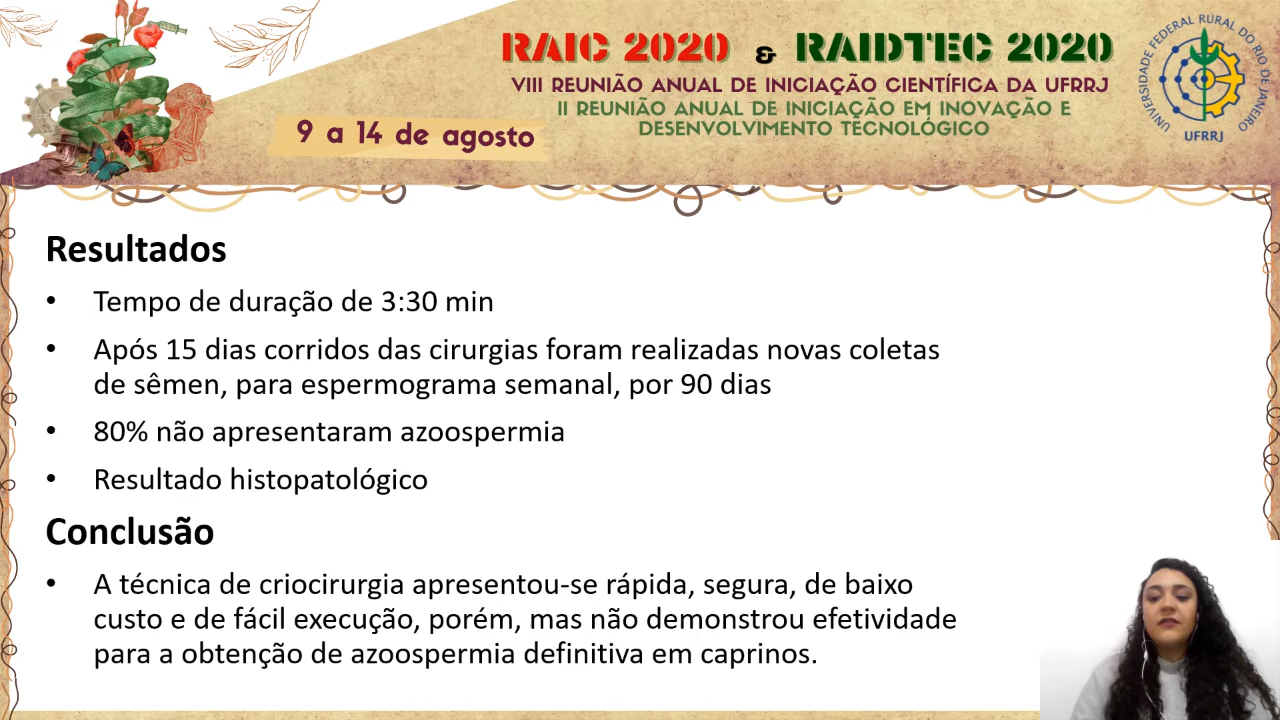 RAIC 2020 & RAIDTEC 2020
VIII REUNIÃO ANUAL DE INICIAÇÃO CIENTÍFICA DA UFRRJ
II REUNIÃO ANUAL DE INICIAÇÃO EM INOVAÇÃO E
DESENVOLVIMENTO TECNOLÓGICO
9 a 14 de agosto
UNIVERSIDADE FEDERAL RURAL DO RIO DE JANEIRO
UFRRJ
Resultados
• Tempo de duração de 3:30 min
• Após 15 dias corridos das cirurgias foram realizadas novas coletas
de sêmen, para espermograma semanal, por 90 dias
• 80% não apresentaram azoospermia
• Resultado histopatológico
Conclusão
• A técnica de criocirurgia apresentou-se rápida, segura, de baixo
custo e de fácil execução, porém, mas não demonstrou efetividade
para a obtenção de azoospermia definitiva em caprinos.